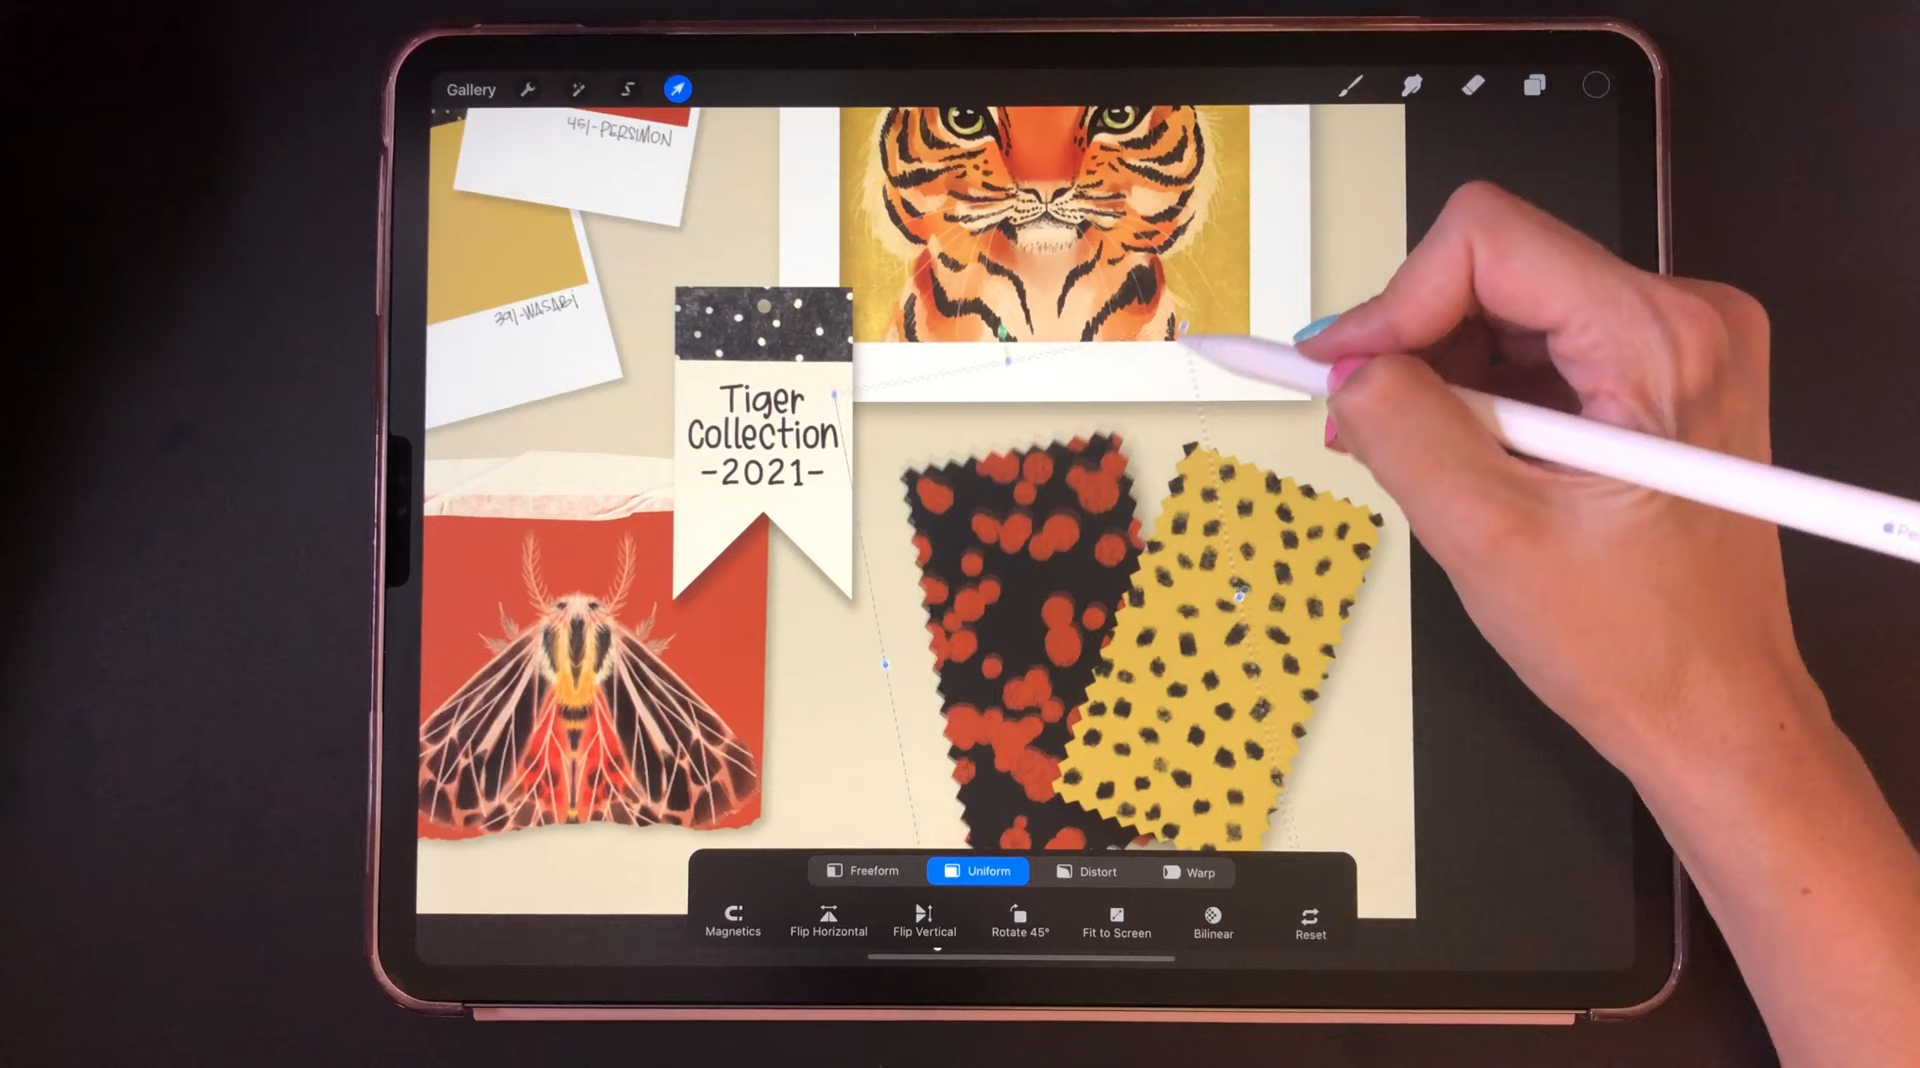 Gallery
451-PERSIMON
391-WASABi
Tiger
Collection
-2021-
Freeform
Uniform
Distort
Warp
Magnetics
Flip Horizontal
Flip Vertical
Rotate 45°
Fit to Screen
Bilinear
Reset